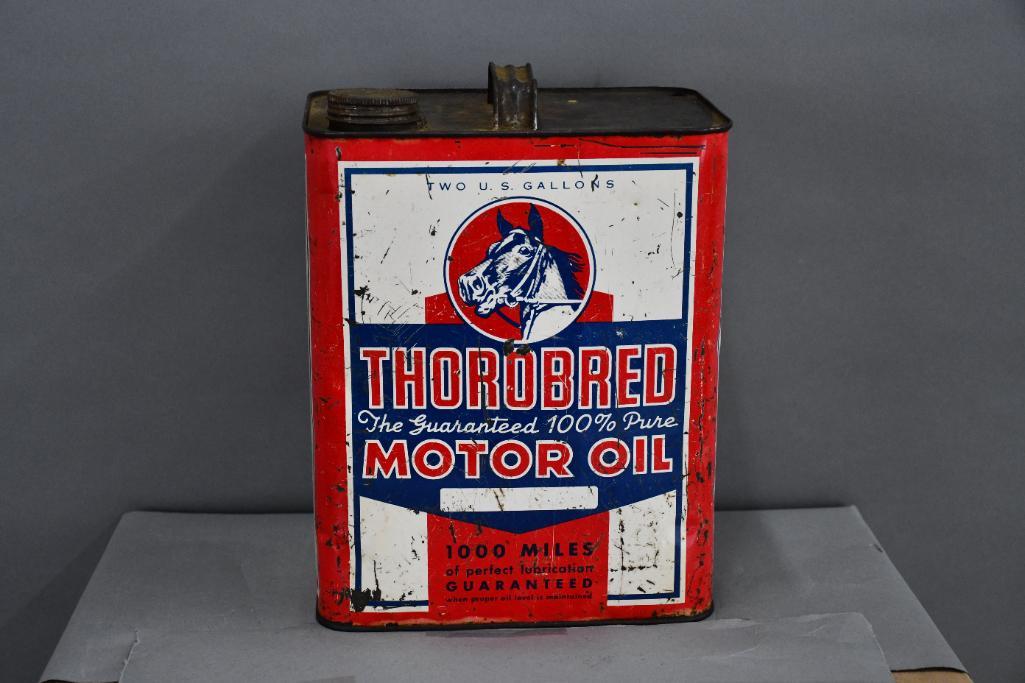 TWO U.S. GALLONS
THOROBRED
The Guaranteed 100% Pure
MOTOR OIL
1000 MILES
of perfect lubrication
GUARANTEED
when proper oil level is maintained